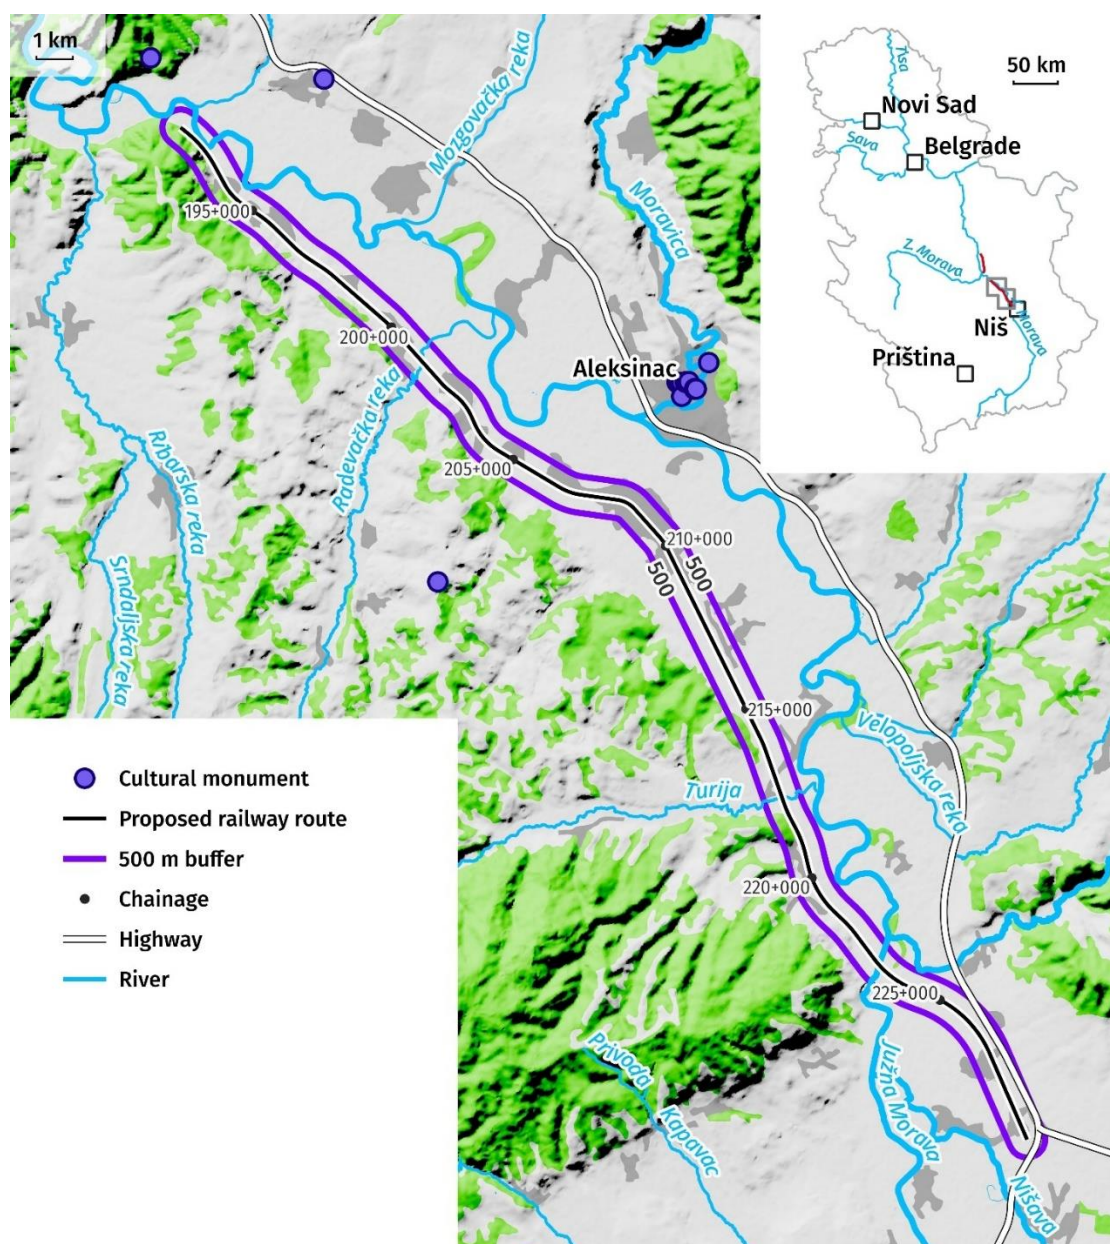 1 km
Mozgovačka reka
Moravica
195+000
200+000
Aleksinac
Ribarska reka
Radevačka reka
205+000
Srndaljska reka
210+000
500
500
215+000
Velopoljska reka
Turija
220+000
225+000
Privoda
Kapavac
Južna Morava
Nišava
50 km
Tisa
Novi Sad
Sava
Belgrade
Z. Morava
Niš
Morava
Priština
Cultural monument
Proposed railway route
500 m buffer
Chainage
Highway
River